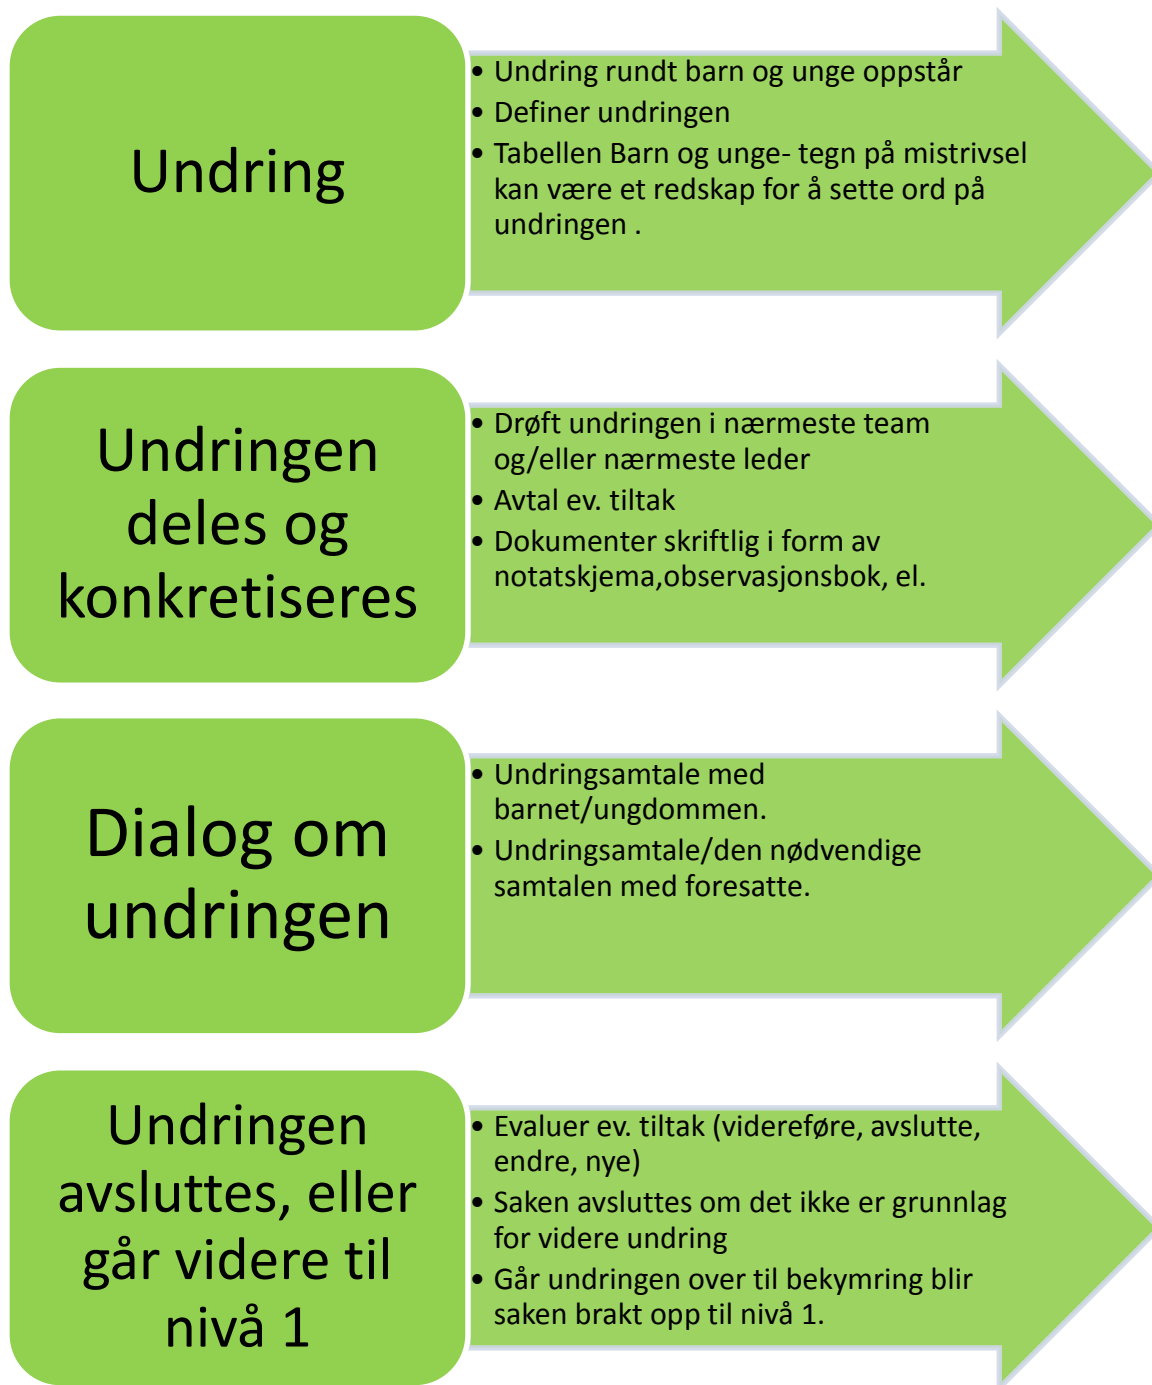 Undring
• Undring rundt barn og unge oppstår
• Definer undringen
• Tabellen Barn og unge- tegn på mistrivsel
kan være et redskap for å sette ord på
undringen .
Undringen
deles og
konkretiseres
• Drøft undringen i nærmeste team
og/eller nærmeste leder
• Avtal ev. tiltak
• Dokumenter skriftlig i form av
notatskjema,observasjonsbok, el.
Dialog om
undringen
• Undringsamtale med
barnet/ungdommen.
• Undringsamtale/den nødvendige
samtalen med foresatte.
Undringen
avsluttes, eller
går videre til
nivå 1
• Evaluer ev. tiltak (videreføre, avslutte,
endre, nye)
• Saken avsluttes om det ikke er grunnlag
for videre undring
• Går undringen over til bekymring blir
saken brakt opp til nivå 1.